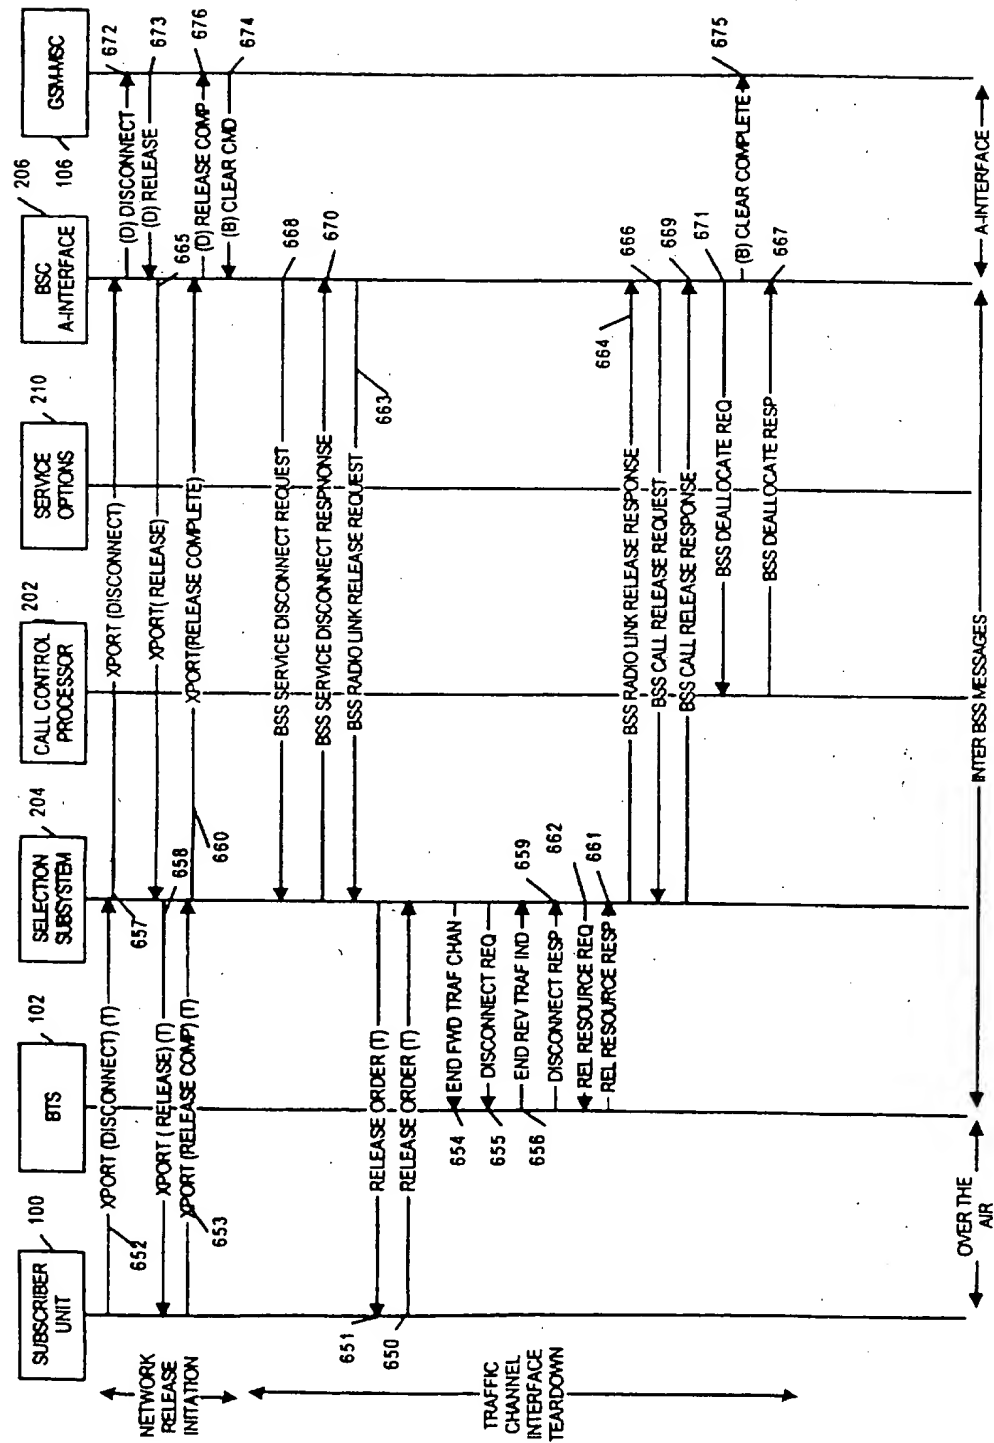 SUBSCRIBER
UNIT
100
BTS
102
SELECTION
SUBSYSTEM
204
CALL CONTROL
PROCESSOR
202
SERVICE
OPTIONS
210
BSC
A-INTERFACE
206
GSM-MSC
106
NETWORK
RELEASE
INITATION
XPORT (DISCONNECT) (T)
652
657
XPORT (DISCONNECT)
(D) DISCONNECT
672
(D) RELEASE
673
665
XPORT( RELEASE)
XPORT ( RELEASE) (T)
658
XPORT (RELEASE COMP) (T)
653
XPORT(RELEASE COMPLETE)
660
(D) RELEASE COMP
676
(B) CLEAR CMD
674
TRAFFIC
CHANNEL
INTERFACE
TEARDOWN
BSS SERVICE DISCONNECT REQUEST
668
BSS SERVICE DISCONNECT RESPNONSE
670
BSS RADIO LINK RELEASE REQUEST
663
RELEASE ORDER (T)
651
RELEASE ORDER (T)
650
END FWD TRAF CHAN
654
DISCONNECT REQ
655
END REV TRAF IND
656
DISCONNECT RESP
659
REL RESOURCE REQ
662
REL RESOURCE RESP
661
BSS RADIO LINK RELEASE RESPONSE
664
BSS CALL RELEASE REQUEST
666
BSS CALL RELEASE RESPONSE
669
BSS DEALLOCATE REQ
671
(B) CLEAR COMPLETE
675
BSS DEALLOCATE RESP
667
OVER THE
AIR
INTER BSS MESSAGES
A-INTERFACE